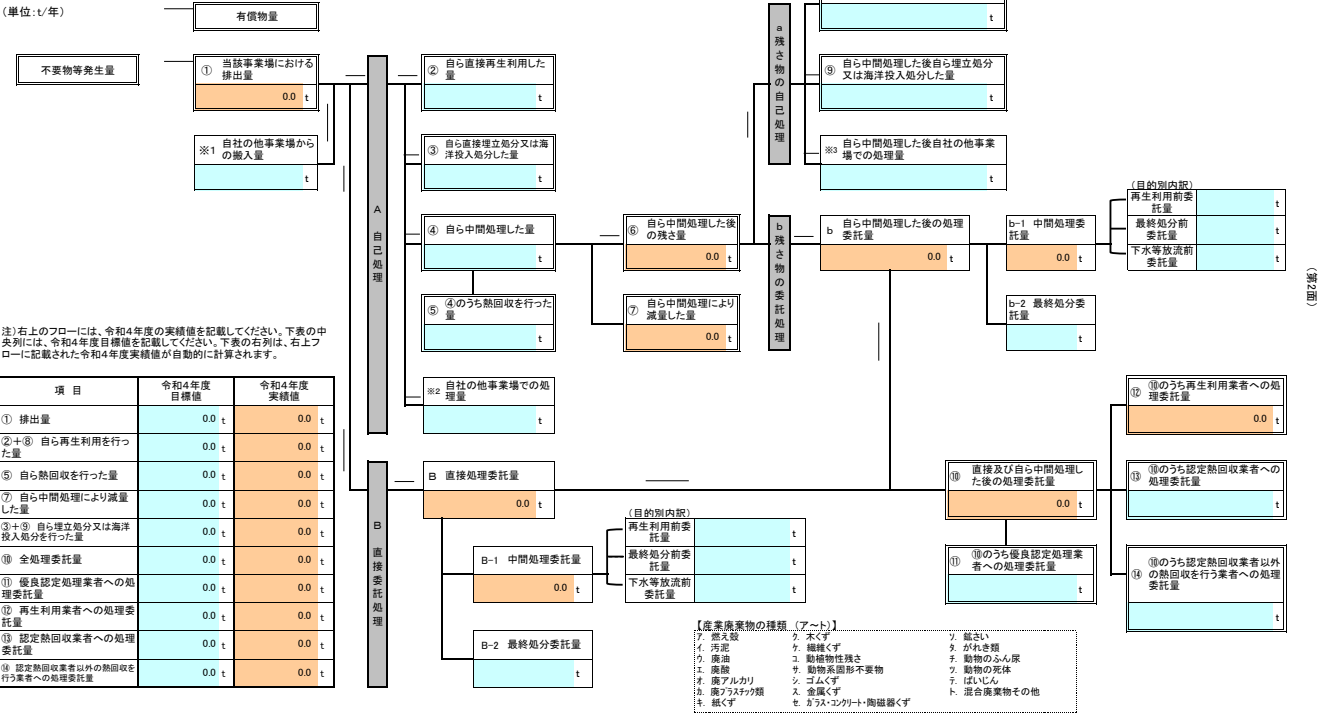 (単位:t/年)
有償物量
t
不要物等発生量
① 当該事業場における
排出量
0.0 t
※1 自社の他事業場から
の搬入量
t
A 自己処理
② 自ら直接再生利用した
量
t
③ 自ら直接埋立処分又は海
洋投入処分した量
t
④ 自ら中間処理した量
t
⑤ ④のうち熱回収を行った
量
t
※2 自社の他事業場での処
理量
t
⑥ 自ら中間処理した後
の残さ量
0.0 t
⑦ 自ら中間処理により
減量した量
0.0 t
a 残さ物の自己処理
⑨ 自ら中間処理した後自ら埋立処分
又は海洋投入処分した量
t
※3 自ら中間処理した後自社の他事業
場での処理量
t
b 残さ物の委託処理
b 自ら中間処理した後の処理
委託量
0.0 t
b-1 中間処理委
託量
0.0 t
(目的別内訳)
再生利用前委
託量
t
最終処分前
委託量
t
下水等放流前
委託量
t
b-2 最終処分委
託量
t
(第2面)
注)右上のフローには、令和4年度の実績値を記載してください。下表の中
央列には、令和4年度目標値を記載してください。下表の右列は、右上フ
ローに記載された令和4年度実績値が自動的に計算されます。
項 目
令和4年度
目標値
令和4年度
実績値
① 排出量
0.0 t 0.0 t
②+⑧ 自ら再生利用を行っ
た量
0.0 t 0.0 t
⑤ 自ら熱回収を行った量
0.0 t 0.0 t
⑦ 自ら中間処理により減量
した量
0.0 t 0.0 t
③+⑨ 自ら埋立処分又は海洋
投入処分を行った量
0.0 t 0.0 t
⑩ 全処理委託量
0.0 t 0.0 t
⑪ 優良認定処理業者への処
理委託量
0.0 t 0.0 t
⑫ 再生利用業者への処理委
託量
0.0 t 0.0 t
⑬ 認定熱回収業者への処理
委託量
0.0 t 0.0 t
⑭ 認定熱回収業者以外の熱回収を
行う業者への処理委託量
0.0 t 0.0 t
B 直接委託処理
B 直接処理委託量
0.0 t
B-1 中間処理委託量
0.0 t
(目的別内訳)
再生利用前委
託量
t
最終処分前委
託量
t
下水等放流前
委託量
t
B-2 最終処分委託量
t
⑩ 直接及び自ら中間処理し
た後の処理委託量
0.0 t
⑪ ⑩のうち優良認定処理業
者への処理委託量
t
⑫ ⑩のうち再生利用業者への処
理委託量
0.0 t
⑬ ⑩のうち認定熱回収業者への
処理委託量
t
⑭ ⑩のうち認定熱回収業者以外
の熱回収を行う業者への処理
委託量
t
【産業廃棄物の種類 (ア~ト)】
ア. 燃え殻
イ. 汚泥
ウ. 廃油
エ. 廃酸
オ. 廃アルカリ
カ. 廃プラスチック類
キ. 紙くず
ク. 木くず
ケ. 繊維くず
コ. 動植物性残さ
サ. 動物系固形不要物
シ. ゴムくず
ス. 金属くず
セ. ガラス・コンクリート・陶磁器くず
ソ. 鉱さい
タ. がれき類
チ. 動物のふん尿
ツ. 動物の死体
テ. ばいじん
ト. 混合廃棄物その他